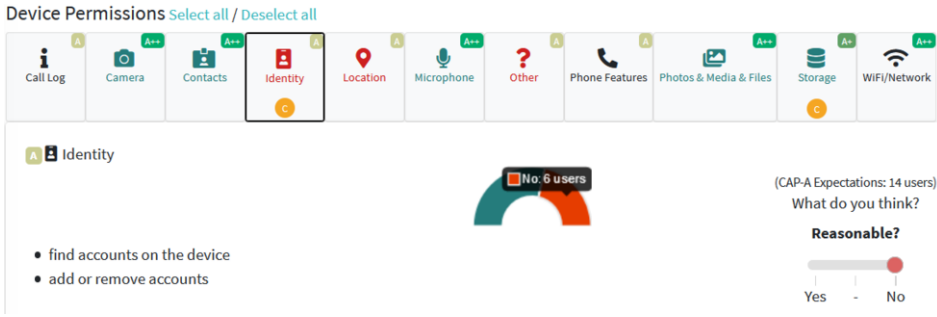 Device Permissions Select all / Deselect all
A A++ A++ A A A++ A A A++ A+ A++
Call Log Camera Contacts Identity Location Microphone Other Phone Features Photos & Media & Files Storage WiFi/Network
C C
A Identity
No: 6 users
(CAP-A Expectations: 14 users)
What do you think?
Reasonable?
• find accounts on the device
• add or remove accounts
Yes - No